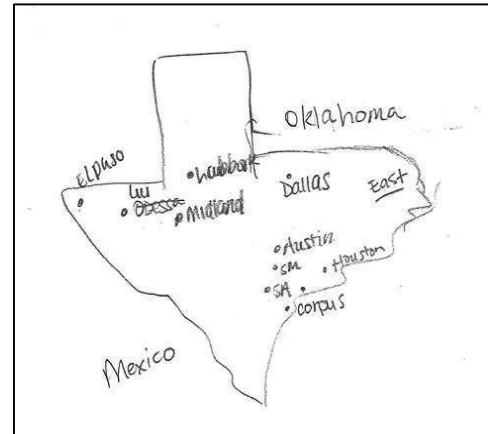 Oklahoma
El paso
Lubbock
Dallas
East
Odessa
Midland
Austin
SM
Houston
SA
Corpus
Mexico